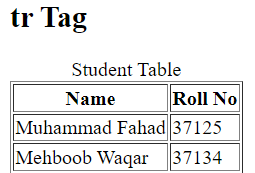 tr Tag
Student Table
Name Roll No
Muhammad Fahad 37125
Mehboob Waqar 37134